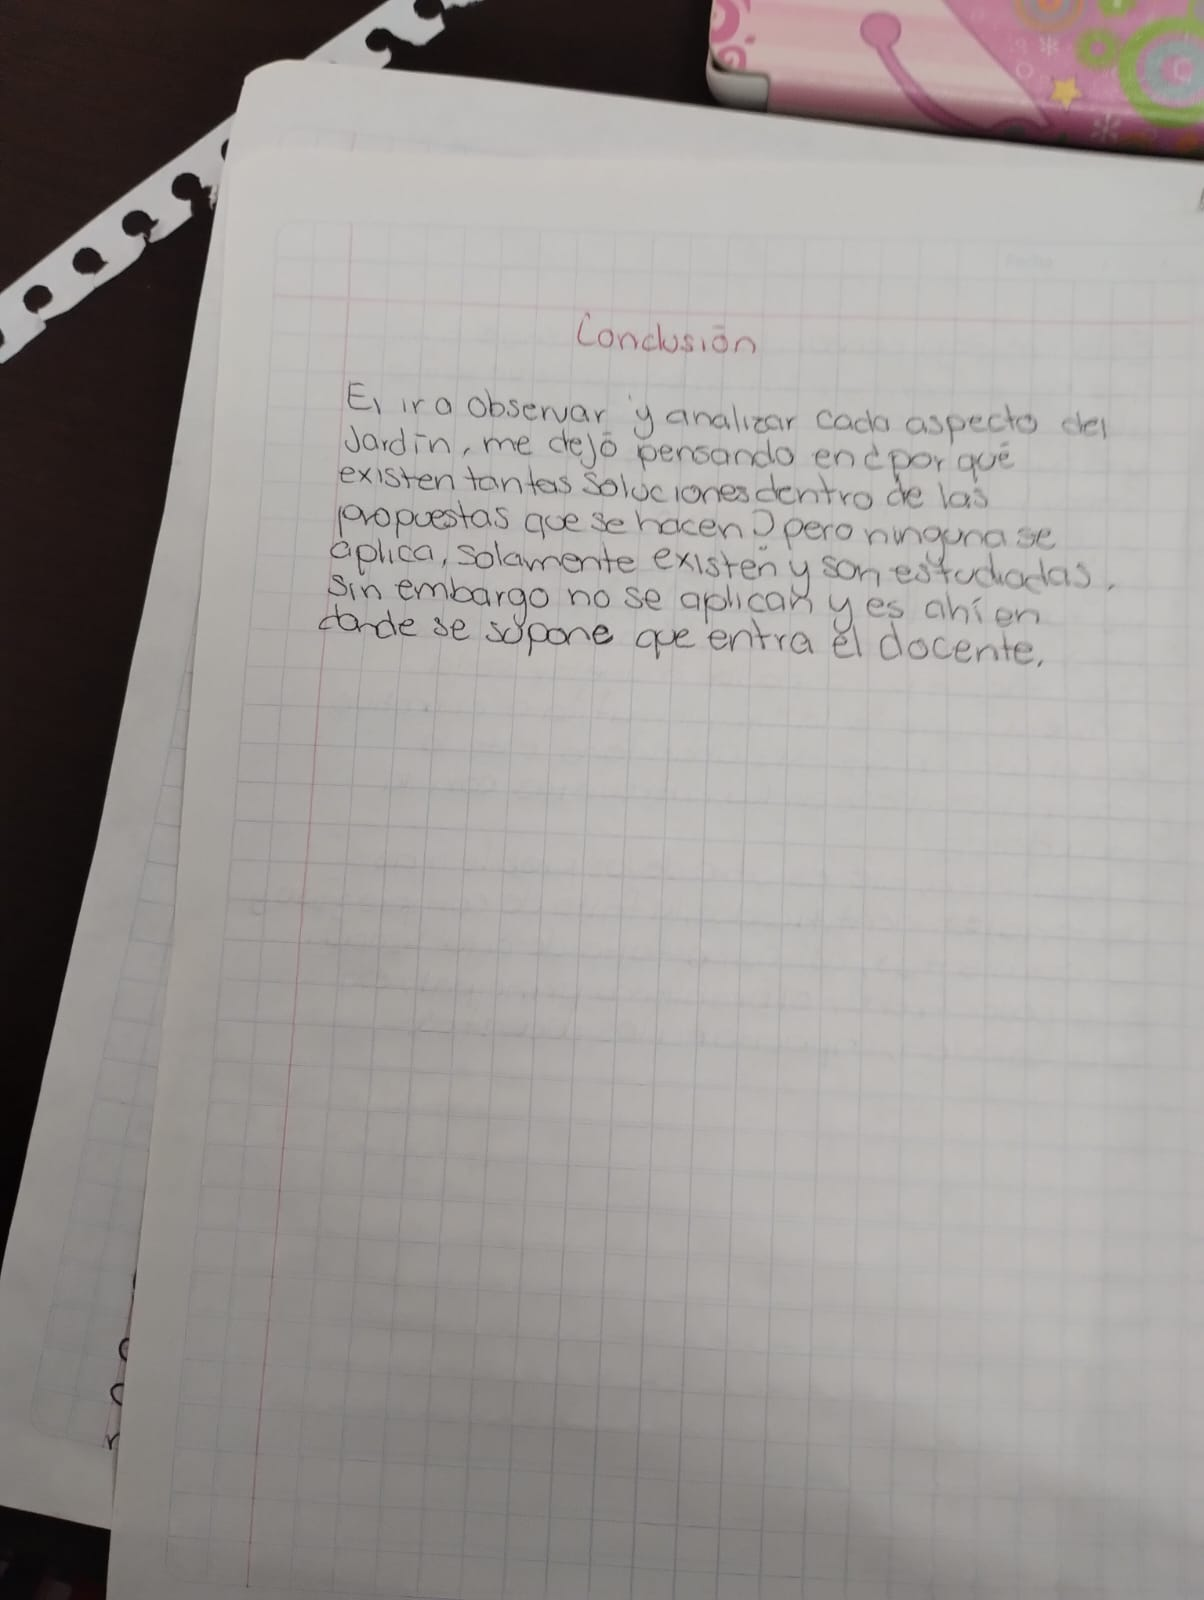 Conclusión
El ir a observar y analizar cada aspecto del
Jardín, me dejó pensando en ¿por qué
existen tantas soluciones dentro de las
propuestas que se hacen? pero ninguna se
aplica, solamente existen y son estudiadas.
Sin embargo no se aplican y es ahí en
donde se supone que entra el docente.